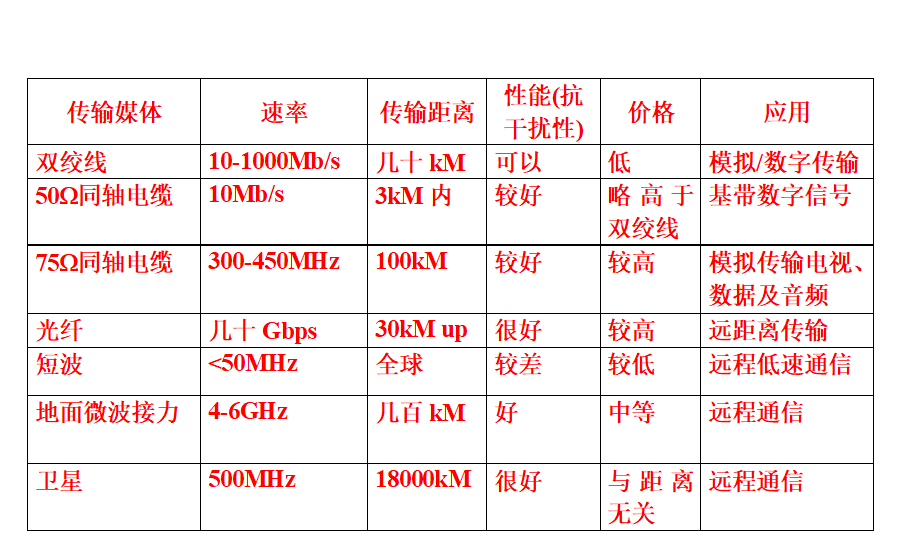 传输媒体 速率 传输距离 性能(抗干扰性) 价格 应用
双绞线 10-1000Mb/s 几十 kM 可以 低 模拟/数字传输
50Ω同轴电缆 10Mb/s 3kM 内 较好 略高于双绞线 基带数字信号
75Ω同轴电缆 300-450MHz 100kM 较好 较高 模拟传输电视、数据及音频
光纤 几十 Gbps 30kM up 很好 较高 远距离传输
短波 <50MHz 全球 较差 较低 远程低速通信
地面微波接力 4-6GHz 几百 kM 好 中等 远程通信
卫星 500MHz 18000kM 很好 与距离无关 远程通信